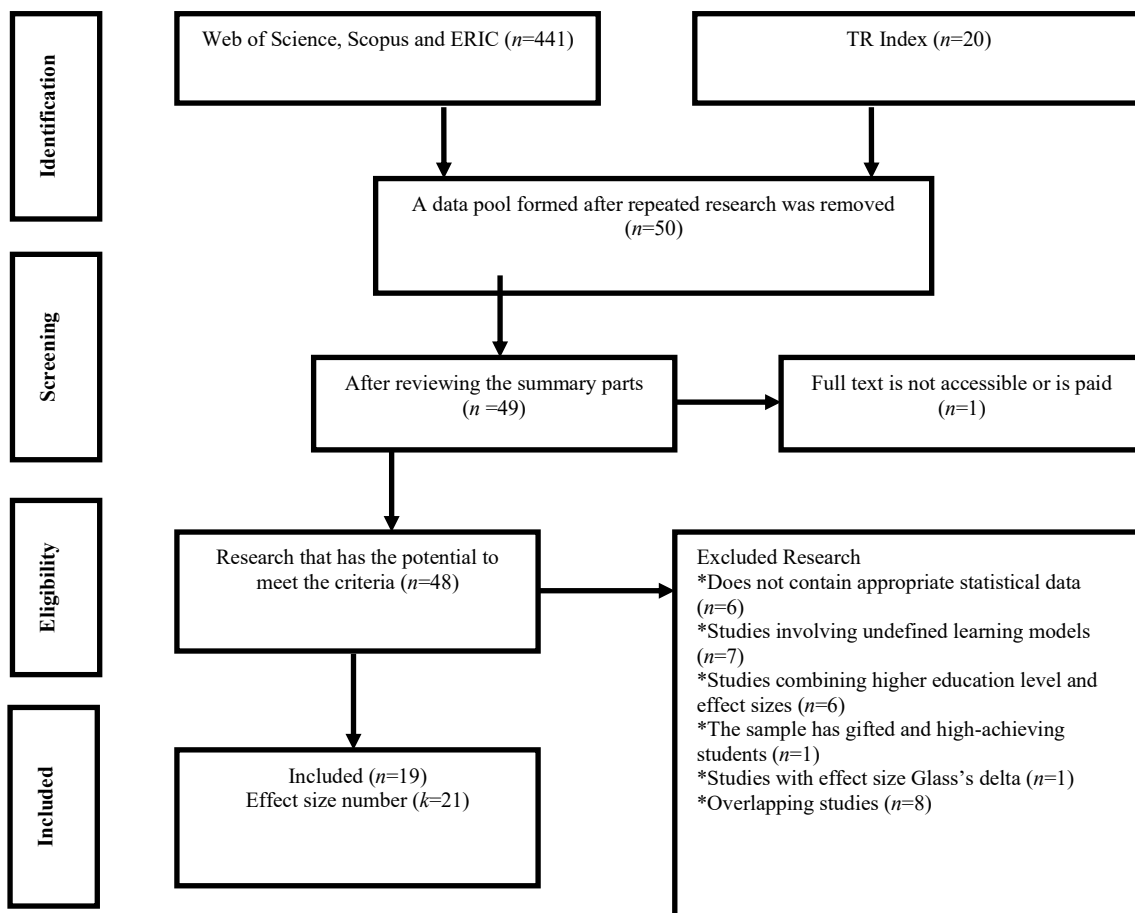 Identification
Web of Science, Scopus and ERIC (n=441)
TR Index (n=20)
A data pool formed after repeated research was removed
(n=50)
Screening
After reviewing the summary parts
(n =49)
Full text is not accessible or is paid
(n=1)
Eligibility
Research that has the potential to
meet the criteria (n=48)
Excluded Research
*Does not contain appropriate statistical data
(n=6)
*Studies involving undefined learning models
(n=7)
*Studies combining higher education level and
effect sizes (n=6)
*The sample has gifted and high-achieving
students (n=1)
*Studies with effect size Glass’s delta (n=1)
*Overlapping studies (n=8)
Included
Included (n=19)
Effect size number (k=21)